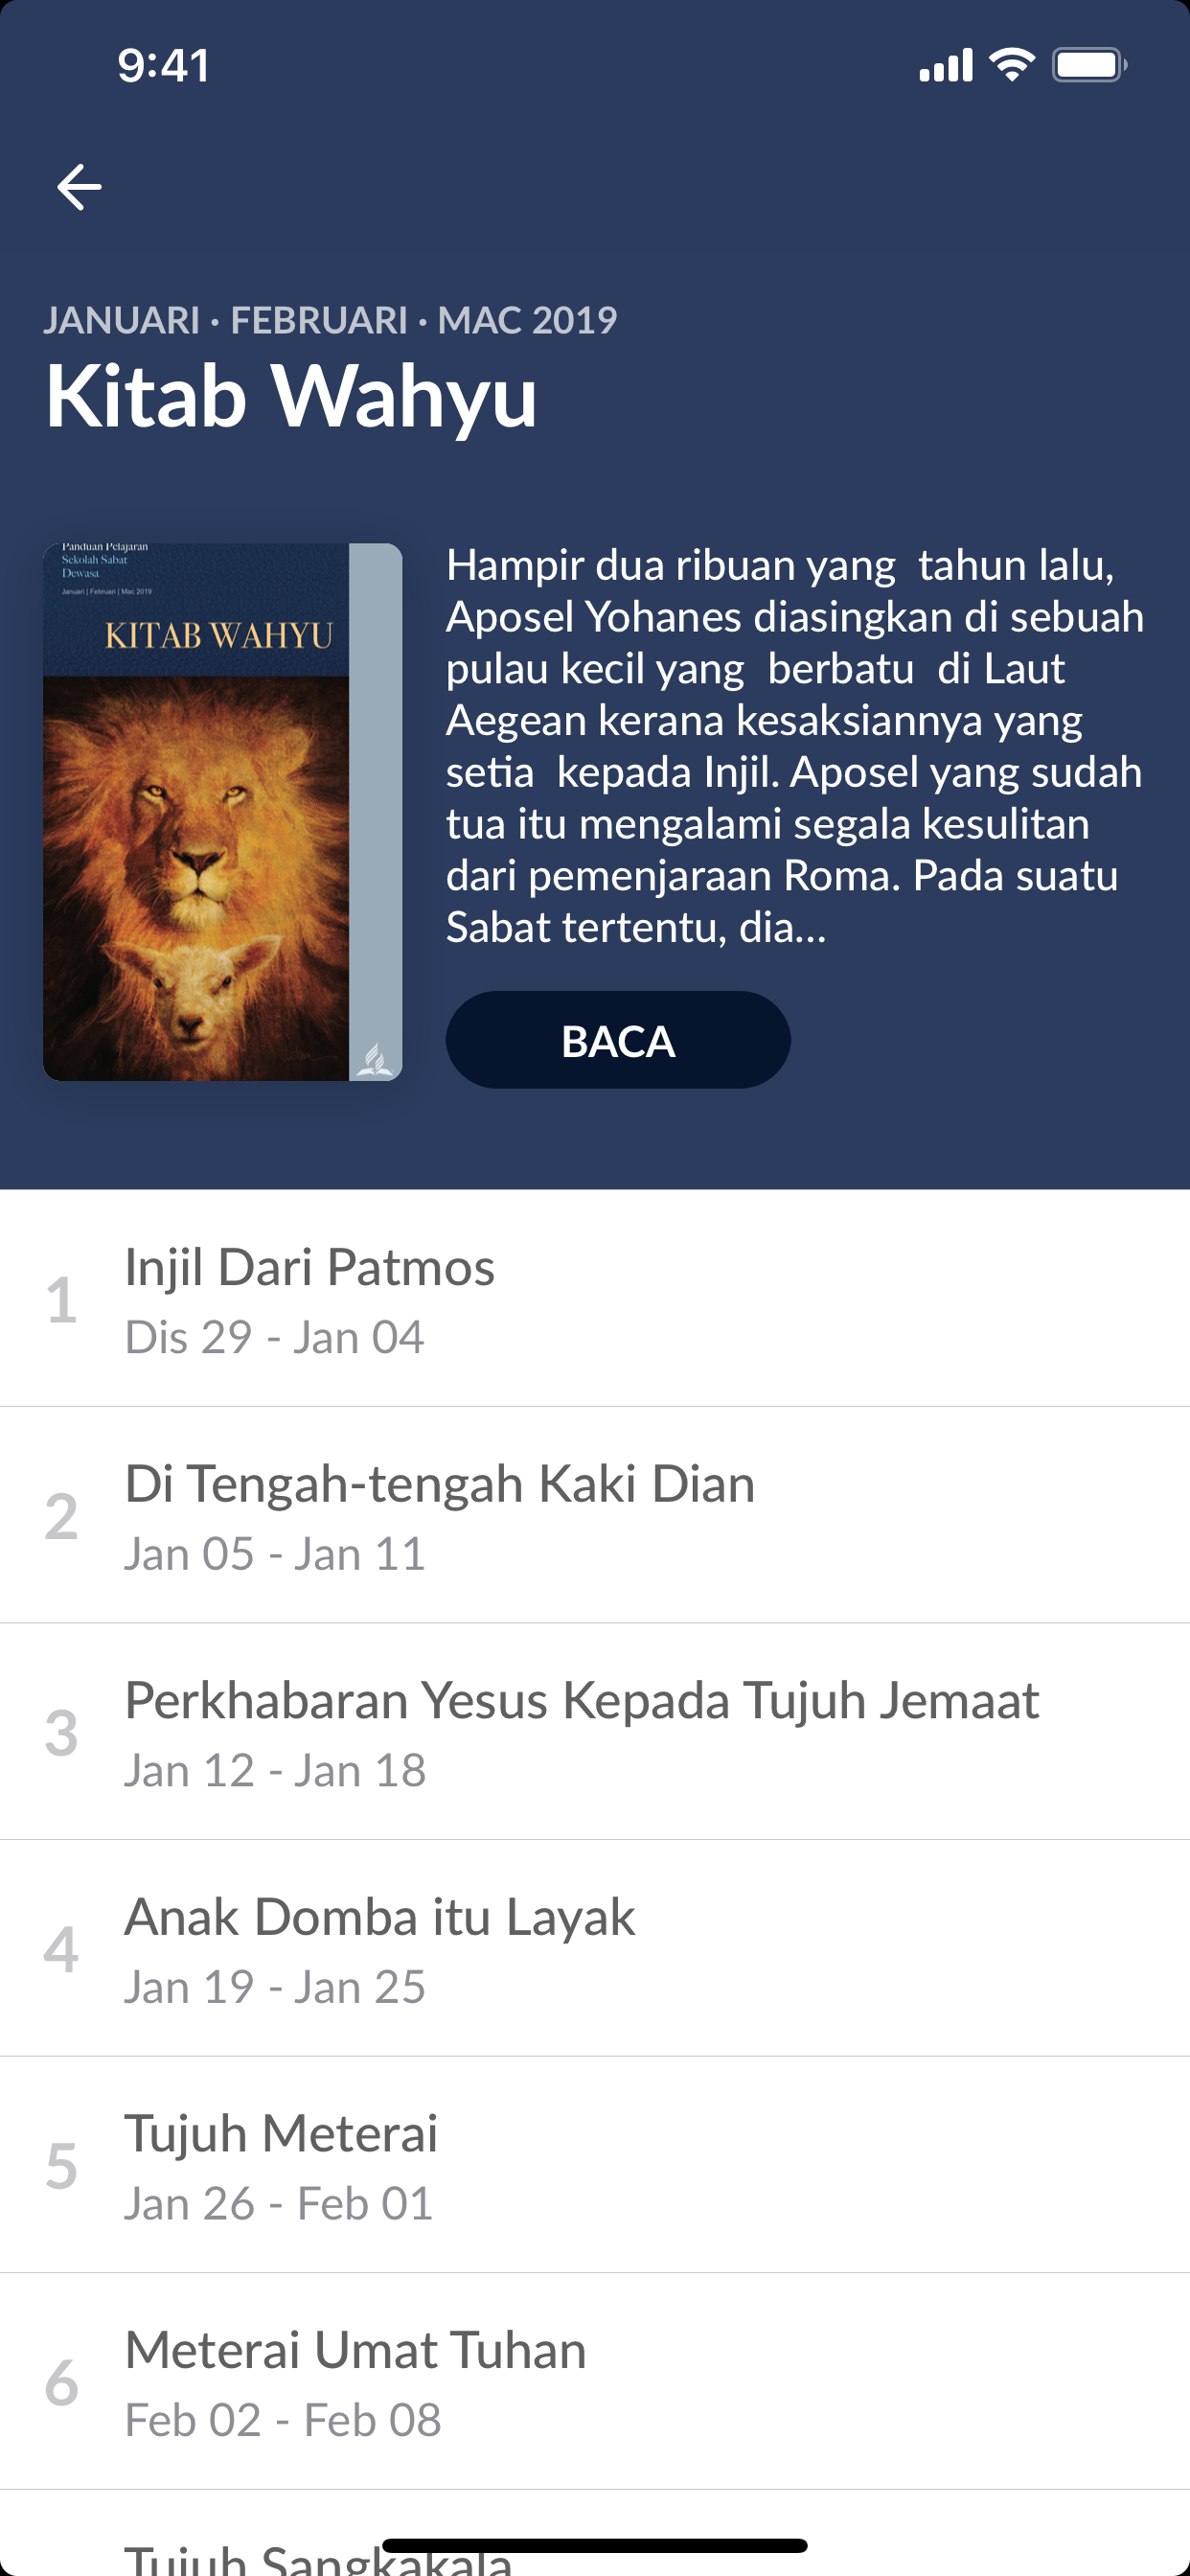 9:41
JANUARI · FEBRUARI · MAC 2019
Kitab Wahyu
Panduan Pelajaran
Sekolah Sabat
Dewasa
Januari | Februari | Mac 2019
KITAB WAHYU
Hampir dua ribuan yang  tahun lalu,
Aposel Yohanes diasingkan di sebuah
pulau kecil yang  berbatu  di Laut
Aegean kerana kesaksiannya yang
setia  kepada Injil. Aposel yang sudah
tua itu mengalami segala kesulitan
dari pemenjaraan Roma. Pada suatu
Sabat tertentu, dia...
BACA
1
Injil Dari Patmos
Dis 29 - Jan 04
2
Di Tengah-tengah Kaki Dian
Jan 05 - Jan 11
3
Perkhabaran Yesus Kepada Tujuh Jemaat
Jan 12 - Jan 18
4
Anak Domba itu Layak
Jan 19 - Jan 25
5
Tujuh Meterai
Jan 26 - Feb 01
6
Meterai Umat Tuhan
Feb 02 - Feb 08
Tujuh Sangkakala